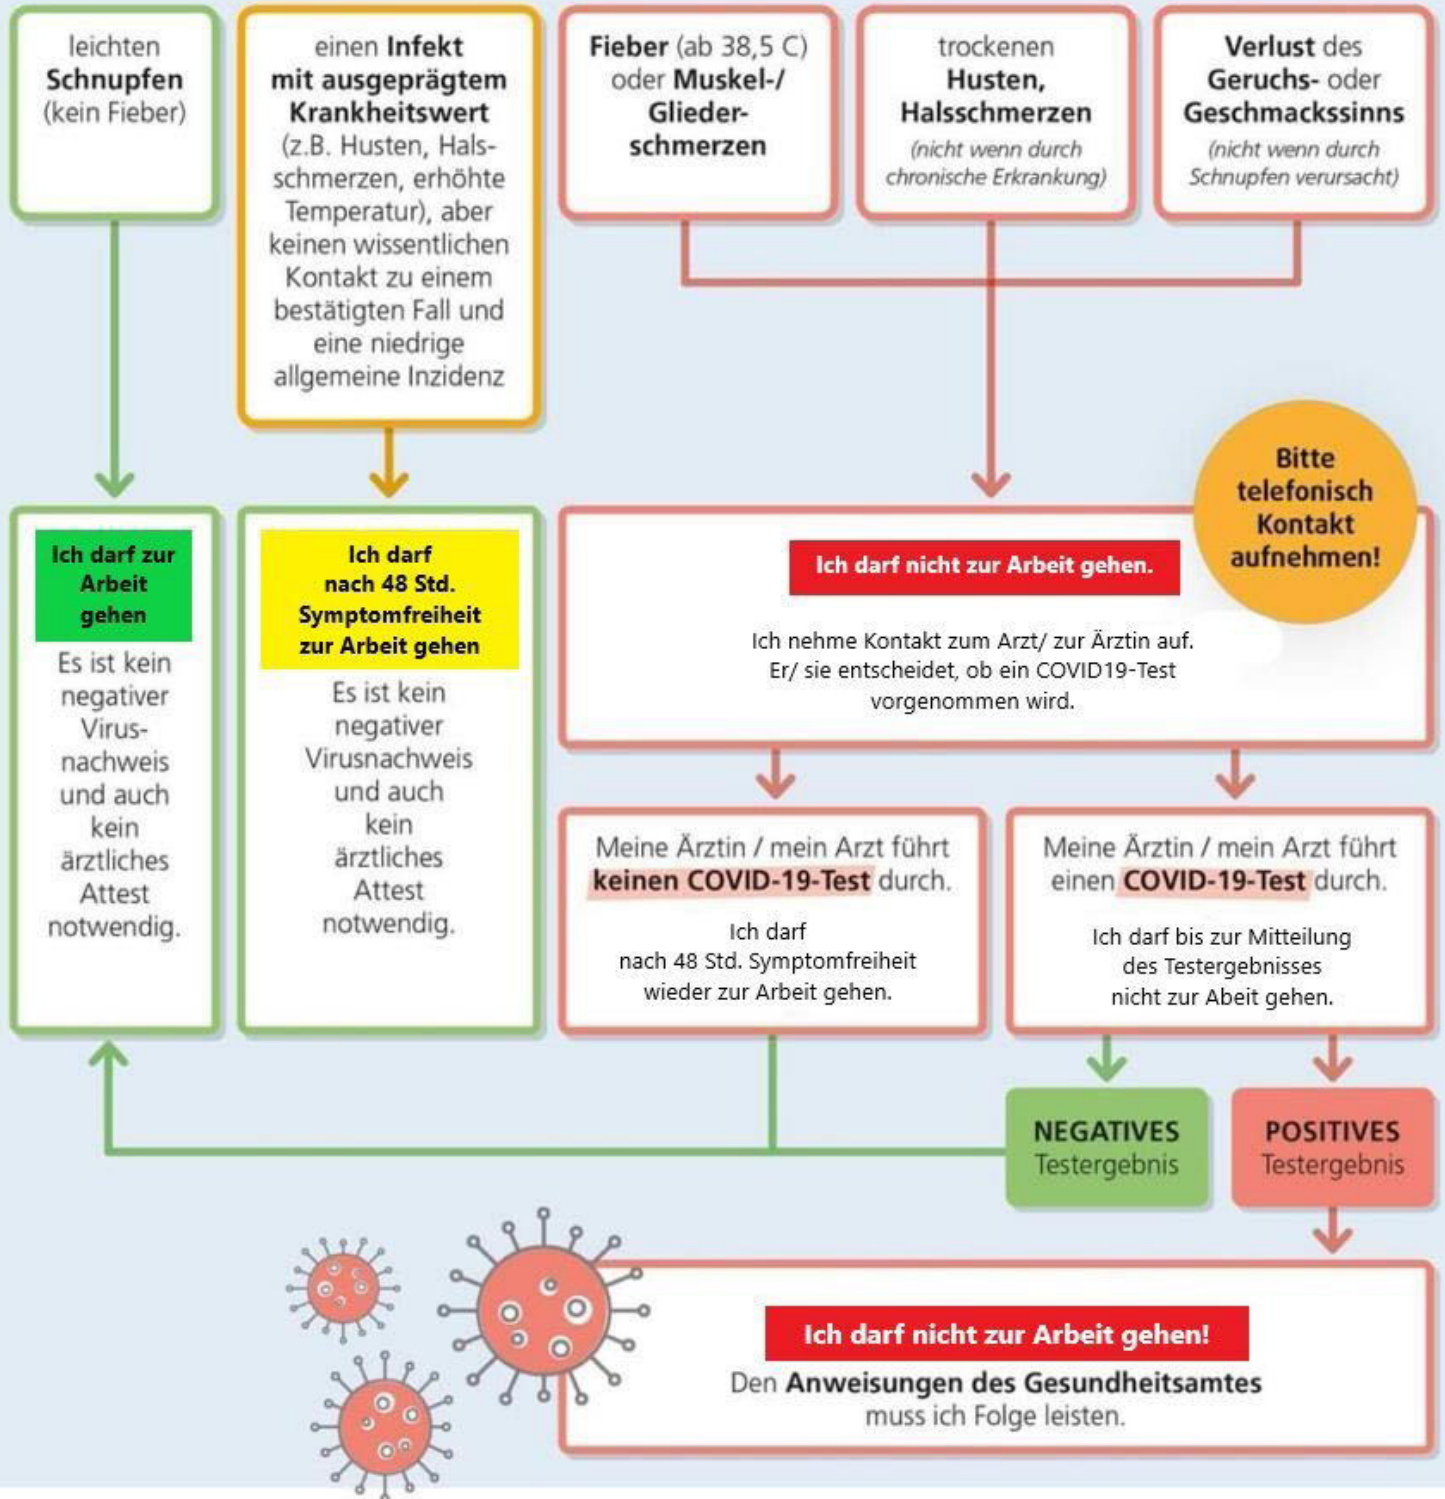 leichten
Schnupfen
(kein Fieber)
einen Infekt
mit ausgeprägtem
Krankheitswert
(z.B. Husten, Hals-
schmerzen, erhöhte
Temperatur), aber
keinen wissentlichen
Kontakt zu einem
bestätigten Fall und
eine niedrige
allgemeine Inzidenz
Fieber (ab 38,5 C)
oder Muskel-/
Glieder-
schmerzen
trockenen
Husten,
Halsschmerzen
(nicht wenn durch
chronische Erkrankung)
Verlust des
Geruchs- oder
Geschmackssinns
(nicht wenn durch
Schnupfen verursacht)
Bitte
telefonisch
Kontakt
aufnehmen!
Ich darf zur
Arbeit
gehen
Es ist kein
negativer
Virus-
nachweis
und auch
kein
ärztliches
Attest
notwendig.
Ich darf
nach 48 Std.
Symptomfreiheit
zur Arbeit gehen
Es ist kein
negativer
Virusnachweis
und auch
kein
ärztliches
Attest
notwendig.
Ich darf nicht zur Arbeit gehen.
Ich nehme Kontakt zum Arzt/ zur Ärztin auf.
Er/ sie entscheidet, ob ein COVID19-Test
vorgenommen wird.
Meine Ärztin / mein Arzt führt
keinen COVID-19-Test durch.
Ich darf
nach 48 Std. Symptomfreiheit
wieder zur Arbeit gehen.
Meine Ärztin / mein Arzt führt
einen COVID-19-Test durch.
Ich darf bis zur Mitteilung
des Testergebnisses
nicht zur Abeit gehen.
NEGATIVES
Testergebnis
POSITIVES
Testergebnis
Ich darf nicht zur Arbeit gehen!
Den Anweisungen des Gesundheitsamtes
muss ich Folge leisten.